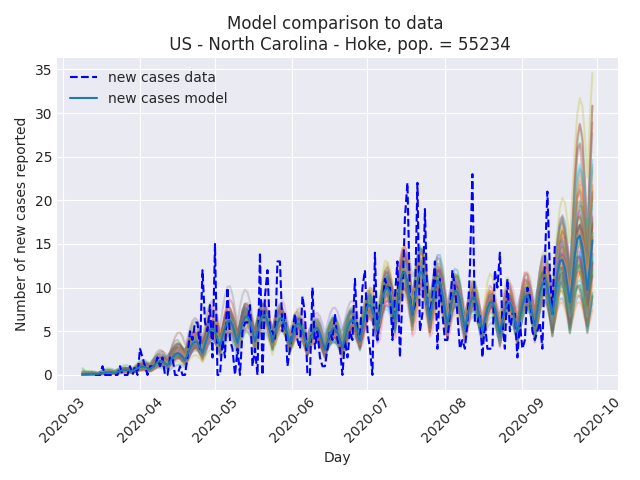 Model comparison to data
US - North Carolina - Hoke, pop. = 55234
new cases data
new cases model
Number of new cases reported
35
30
25
20
15
10
5
0
2020-03
2020-04
2020-05
2020-06
2020-07
2020-08
2020-09
2020-10
Day